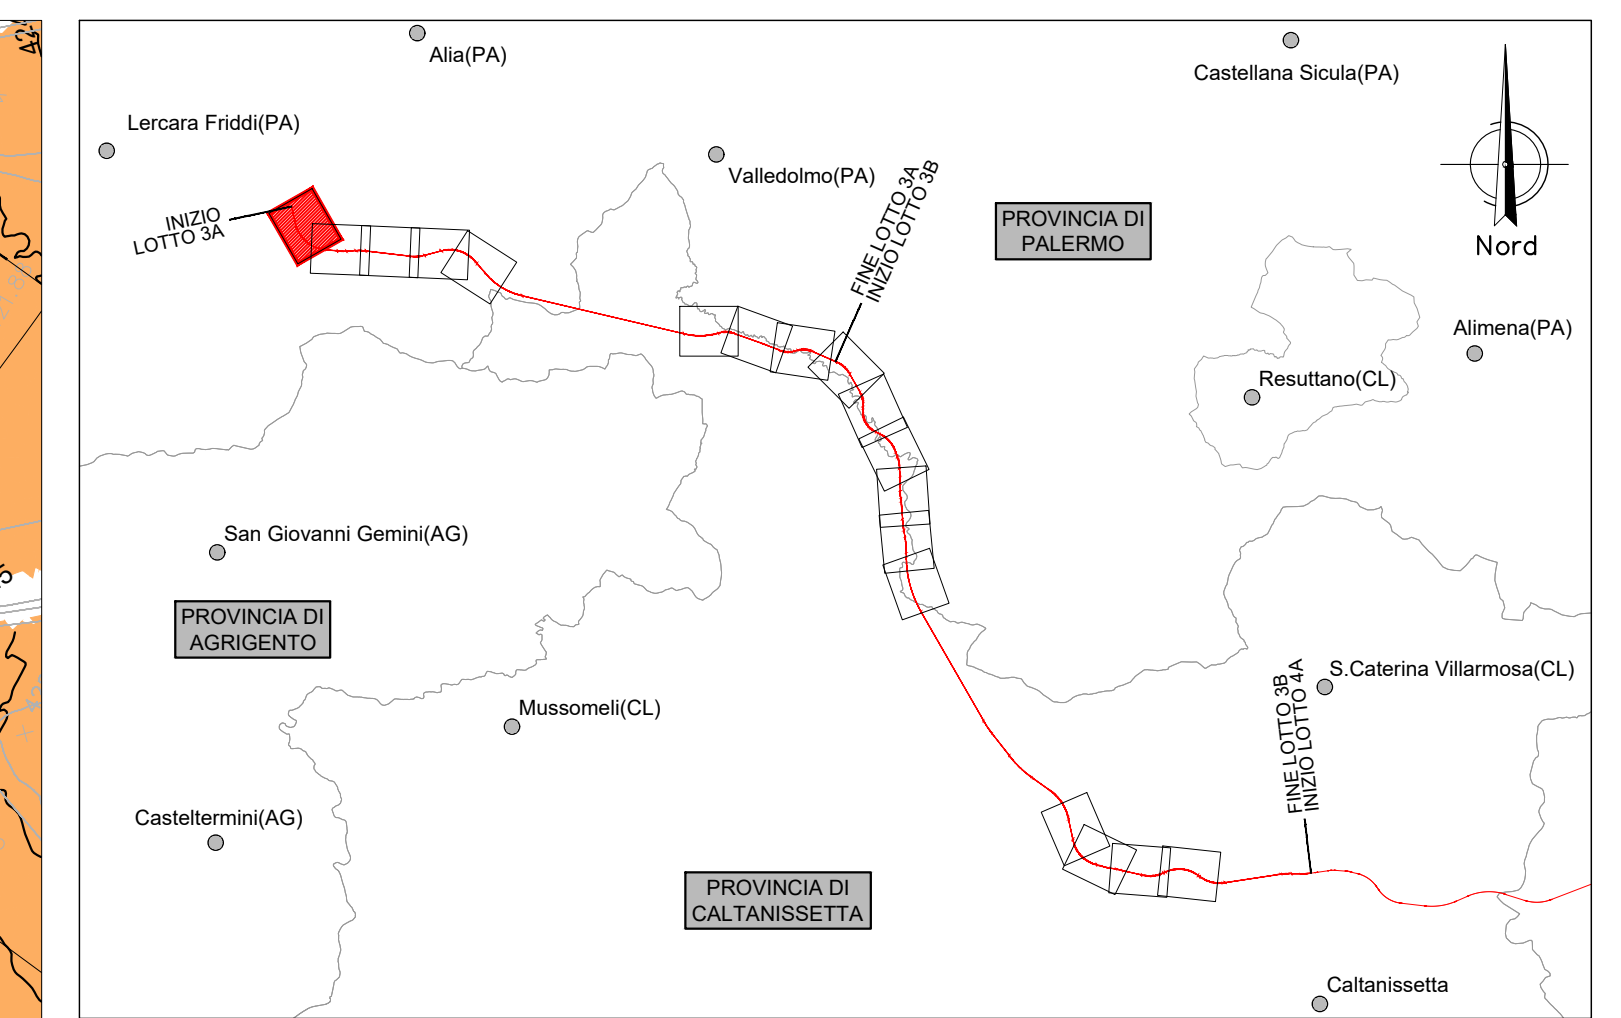 Alia(PA)
Castellana Sicula(PA)
Lercara Friddi(PA)
Valledolmo(PA)
INIZIO
LOTTO 3A
FINE LOTTO 3A
INIZIO LOTTO 3B
PROVINCIA DI
PALERMO
Nord
Alimena(PA)
Resuttano(CL)
San Giovanni Gemini(AG)
PROVINCIA DI
AGRIGENTO
S.Caterina Villarmosa(CL)
FINE LOTTO 3B
INIZIO LOTTO 4A
Mussomeli(CL)
Casteltermini(AG)
PROVINCIA DI
CALTANISSETTA
Caltanissetta